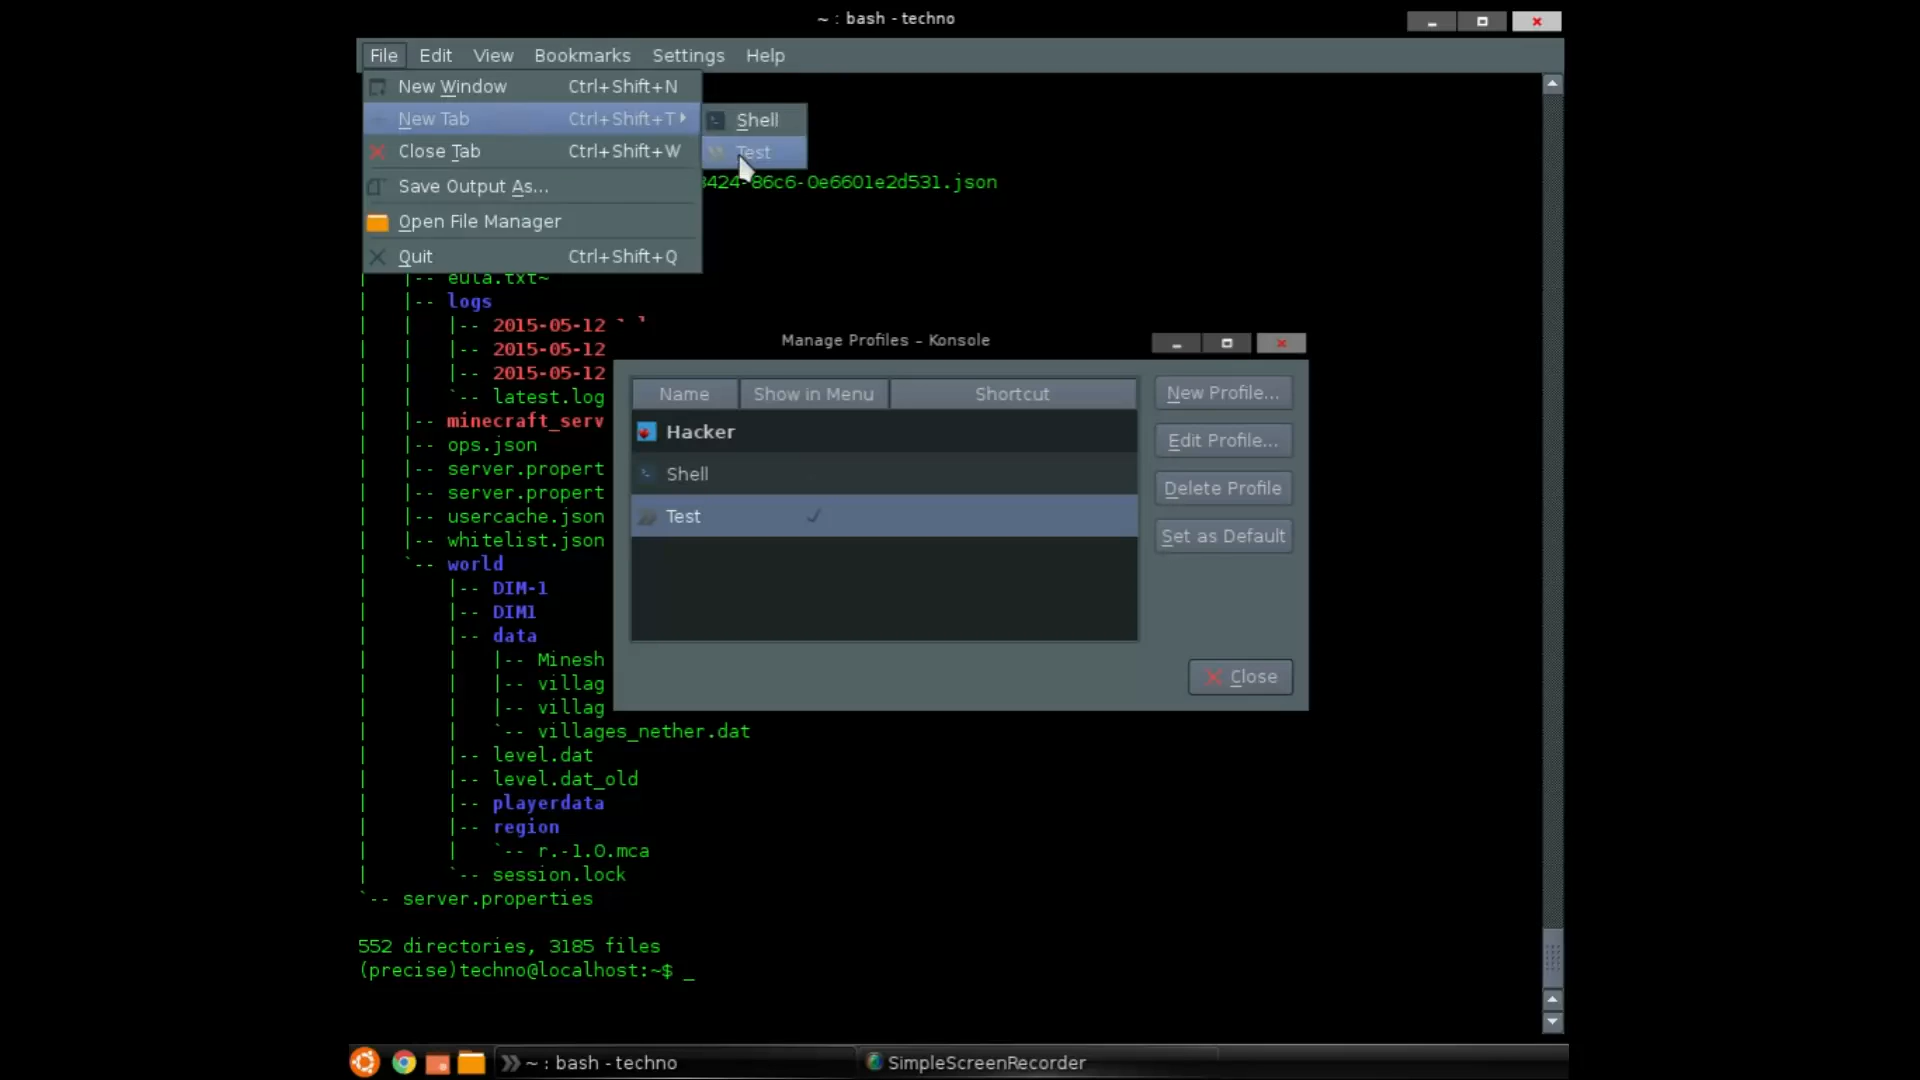 ~ : bash - techno
File Edit View Bookmarks Settings Help
New Window Ctrl+Shift+N
New Tab Ctrl+Shift+T
Shell
Close Tab Ctrl+Shift+W
Test
Save Output As...
3424-86c6-0e6601e2d531.json
Open File Manager
Quit Ctrl+Shift+Q
| |-- eula.txt~
| |-- logs
| | |-- 2015-05-12
| | |-- 2015-05-12
| | |-- 2015-05-12
| | `-- latest.log
| |-- minecraft_serv
| |-- ops.json
| |-- server.propert
| |-- server.propert
| |-- usercache.json
| |-- whitelist.json
| `-- world
| |-- DIM-1
| |-- DIM1
| |-- data
| | |-- Minesh
| | |-- villag
| | |-- villag
| | `-- villages_nether.dat
| |-- level.dat
| |-- level.dat_old
| |-- playerdata
| |-- region
| | `-- r.-1.0.mca
| `-- session.lock
`-- server.properties
552 directories, 3185 files
(precise)techno@localhost:~$ _
Manage Profiles – Konsole
Name Show in Menu Shortcut
Hacker
Shell
Test ✓
New Profile...
Edit Profile...
Delete Profile
Set as Default
Close
~ : bash - techno
SimpleScreenRecorder